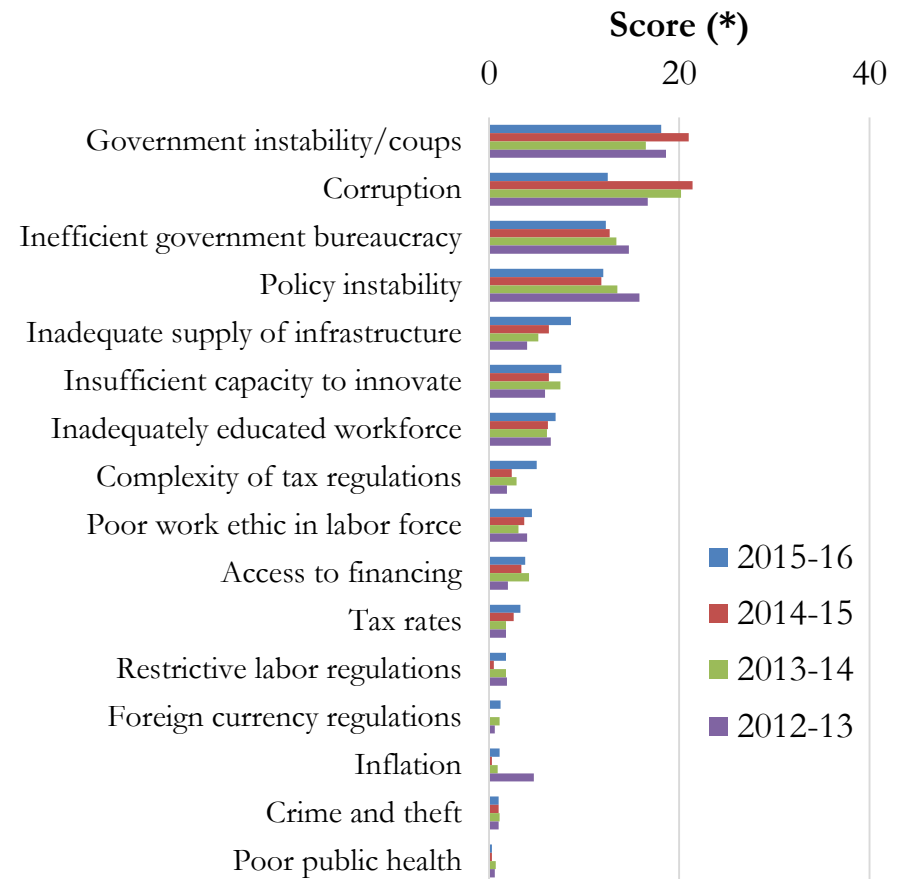 Score (*)
0 20 40
Government instability/coups
Corruption
Inefficient government bureaucracy
Policy instability
Inadequate supply of infrastructure
Insufficient capacity to innovate
Inadequately educated workforce
Complexity of tax regulations
Poor work ethic in labor force
Access to financing
Tax rates
Restrictive labor regulations
Foreign currency regulations
Inflation
Crime and theft
Poor public health
2015-16
2014-15
2013-14
2012-13